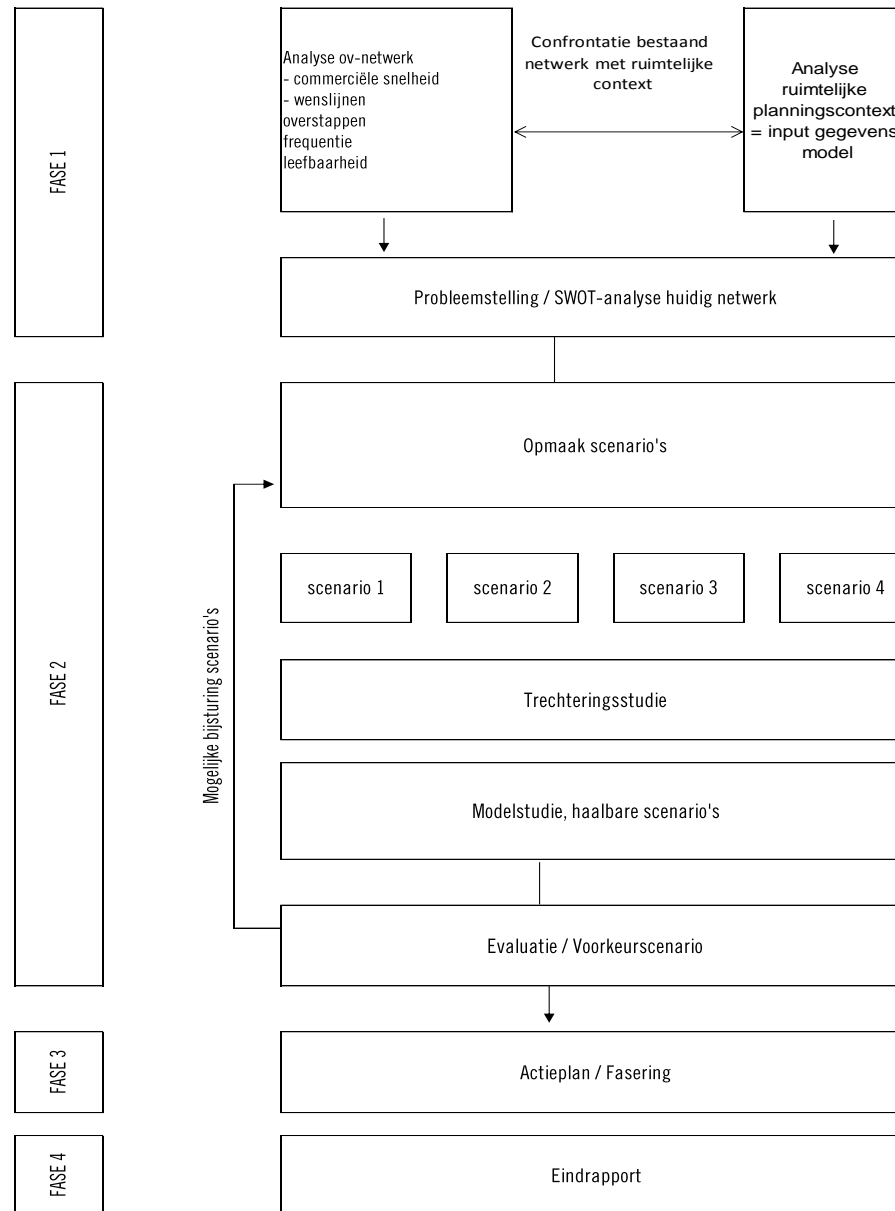 FASE 1
Analyse ov-netwerk
- commerciële snelheid
- wenslijnen
overstappen
frequentie
leefbaarheid
Confrontatie bestaand
netwerk met ruimtelijke
context
Analyse
ruimtelijke
planningscontext
= input gegevens
model
Probleemstelling / SWOT-analyse huidig netwerk
FASE 2
Mogelijke bijsturing scenario's
Opmaak scenario's
scenario 1
scenario 2
scenario 3
scenario 4
Trechteringsstudie
Modelstudie, haalbare scenario's
Evaluatie / Voorkeurscenario
FASE 3
Actieplan / Fasering
FASE 4
Eindrapport